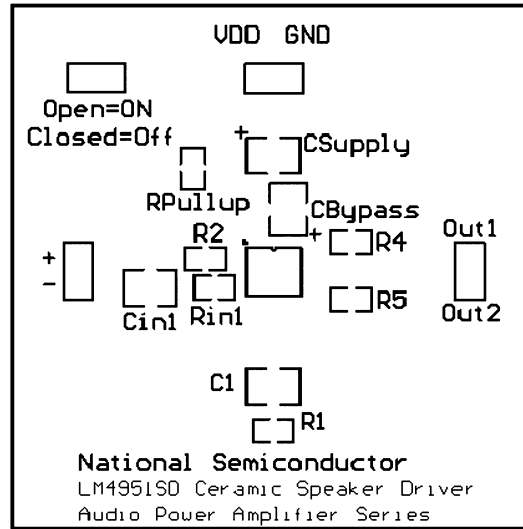 VDD GND
Open=ON
Closed=Off
+
CSupply
RPullup
CBypass
+
R2
R4
Out1
+
-
Cin1
Rin1
R5
Out2
C1
R1
National Semiconductor
LM4951SD Ceramic Speaker Driver
Audio Power Amplifier Series